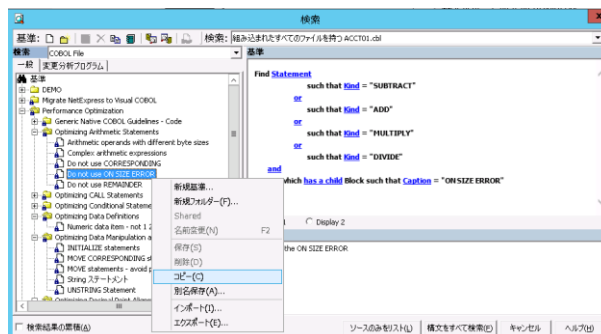 検索
基準:
検索: 組み込まれたすべてのファイルを持つ ACCT01.cbl
検索 COBOL File
一般 変更分析プログラム
基準
DEMO
Migrate NetExpress to Visual COBOL
Performance Optimization
Generic Native COBOL Guidelines - Code
Optimizing Arithmetic Statements
Arithmetic operands with different byte sizes
Complex arithmetic expressions
Do not use CORRESPONDING
Do not use ON SIZE ERROR
Do not use REMAINDER
Optimizing CALL Statements
Optimizing Conditional Stateme
Optimizing Data Definitions
Numeric data item - not 1 2
Optimizing Data Manipulation a
INITIALIZE statements
MOVE CORRESPONDING st
MOVE statements - avoid p
String ステートメント
UNSTRING Statement
Optimizing Decimal Point Alignme
検索結果の累積(A)
新規基準...
新規フォルダー(F)...
Shared
名前変更(N) F2
保存(S)
削除(D)
コピー(C)
別名保存(A)...
インポート(I)...
エクスポート(E)...
基準
Find Statement
such that Kind = "SUBTRACT"
or
such that Kind = "ADD"
or
such that Kind = "MULTIPLY"
or
such that Kind = "DIVIDE"
and
which has a child Block such that Caption = "ON SIZE ERROR"
1 Display 2
the ON SIZE ERROR
ソースのみをリスト(L) 構文をすべて検索(F) キャンセル ヘルプ(H)